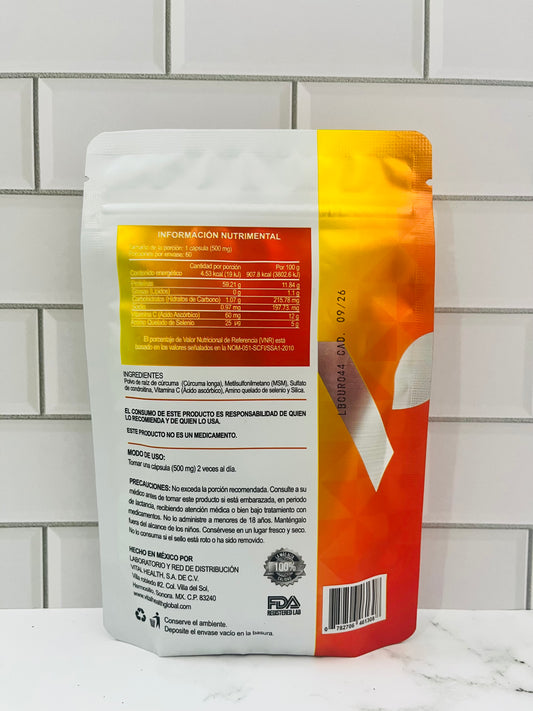 INFORMACIÓN NUTRIMENTAL
Tamaño de la porción: 1 cápsula (500 mg)
Porciones por envase: 60
Cantidad por porción Por 100 g
Contenido energético 4.53 kcal (19 kJ) 907.8 kcal (3802.6 kJ)
Proteínas 59.21 g 11.84 g
Grasas (Lípidos) 0 g 1.1 g
Carbohidratos (Hidratos de Carbono) 1.07 g 215.78 mg
Sodio 0.97 mg 197.73 mg
Vitamina C (Ácido Ascórbico) 60 mg 12 g
Amino Quelado de Selenio 25 µg 5 g
El porcentaje de Valor Nutricional de Referencia (VNR) está
basado en las valores señalados en la NOM-051-SCFI/SSA1-2010
INGREDIENTES
Polvo de raíz de cúrcuma (Cúrcuma longa), Metilsulfonilmetano (MSM), Sulfato
de condroitina, Vitamina C (Ácido ascórbico), Amino quelado de selenio y Silica.
EL CONSUMO DE ESTE PRODUCTO ES RESPONSABILIDAD DE QUIEN
LO RECOMIENDA Y DE QUIEN LO USA.
ESTE PRODUCTO NO ES UN MEDICAMENTO.
MODO DE USO:
Tomar una cápsula (500 mg) 2 veces al día.
PRECAUCIONES: No exceda la porción recomendada. Consulte a su
médico antes de tomar este producto si está embarazada, en periodo
de lactancia, recibiendo atención médica o bien bajo tratamiento con
medicamentos. No lo administre a menores de 18 años. Manténgalo
fuera del alcance de los niños. Consérvese en un lugar fresco y seco.
No lo consuma si el sello está roto o ha sido removido.
HECHO EN MÉXICO POR
LABORATORIO Y RED DE DISTRIBUCIÓN
VITAL HEALTH, S.A. DE C.V.
Villa robledo #2. Col. Villa del Sol,
Hermosillo, Sonora. MX. C.P. 83240
www.vitalhealthglobal.com
Conserve el ambiente.
Deposite el envase vacío en la basura.
100%
FDA
REGISTERED LAB
LBCUR044 CAD. 09/26